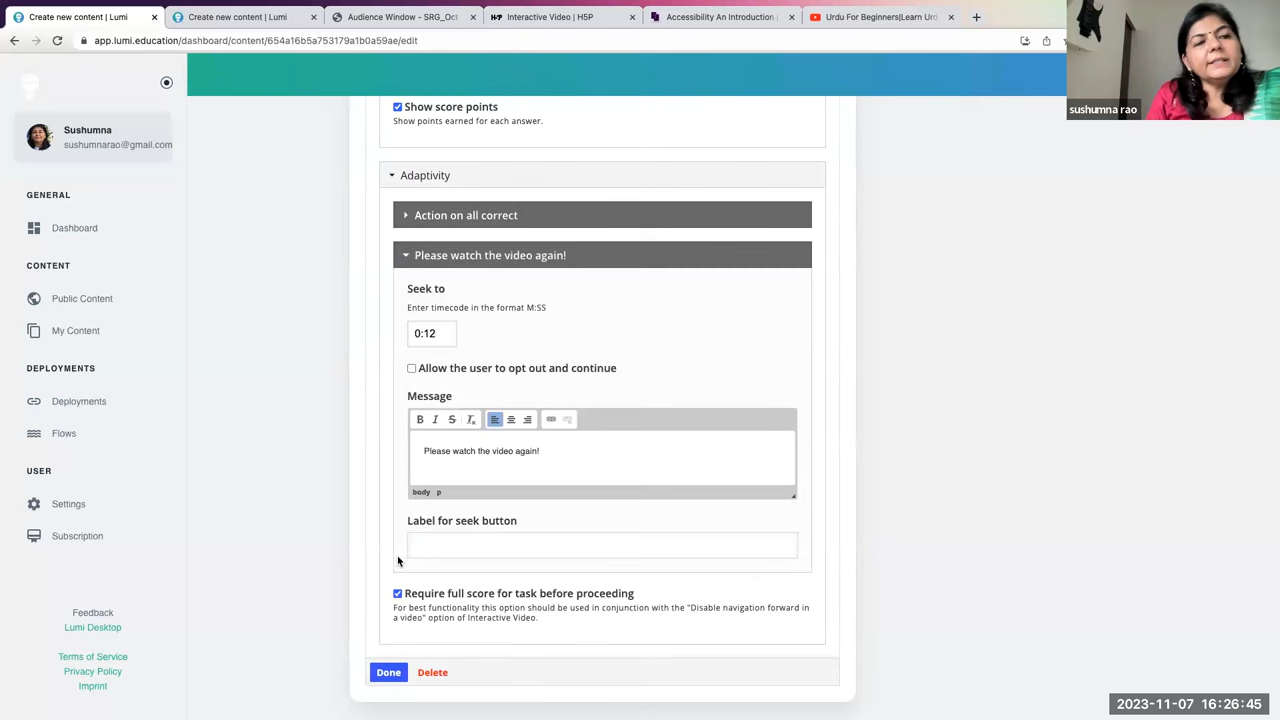 Create new content | Lumi
Create new content | Lumi
Audience Window - SRG_Oct
Interactive Video | H5P
Accessibility An Introduction
Urdu For Beginners|Learn Urd
app.lumi.education/dashboard/content/654a16b5a753179a1b0a59ae/edit
sushumna rao
Sushumna
sushumnarao@gmail.com
GENERAL
Dashboard
CONTENT
Public Content
My Content
DEPLOYMENTS
Deployments
Flows
USER
Settings
Subscription
Feedback
Lumi Desktop
Terms of Service
Privacy Policy
Imprint
Show score points
Show points earned for each answer.
Adaptivity
Action on all correct
Please watch the video again!
Seek to
Enter timecode in the format M:SS
0:12
Allow the user to opt out and continue
Message
Please watch the video again!
body p
Label for seek button
Require full score for task before proceeding
For best functionality this option should be used in conjunction with the "Disable navigation forward in
a video" option of Interactive Video.
Done Delete
2023-11-07 16:26:45